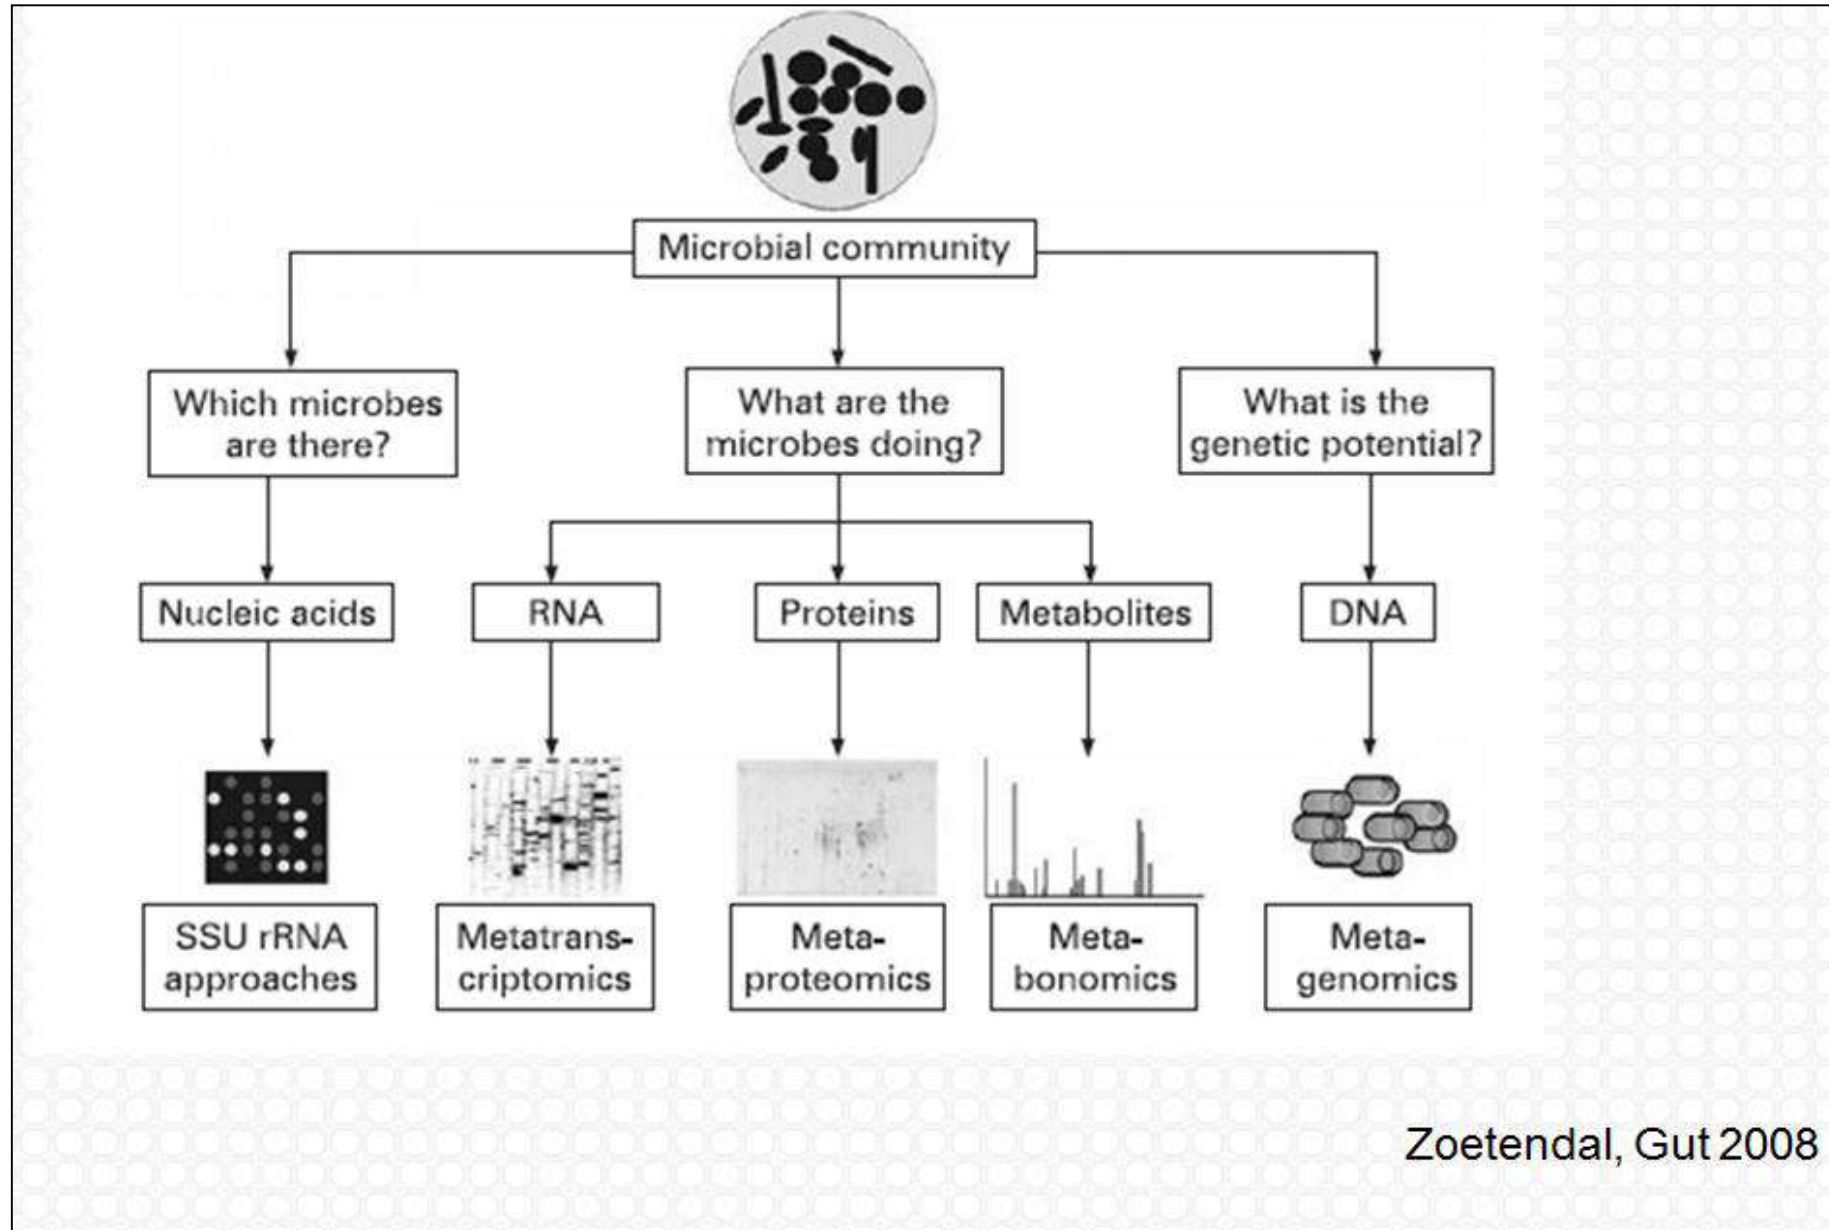 Microbial community
Which microbes
are there?
What are the
microbes doing?
What is the
genetic potential?
Nucleic acids
RNA
Proteins
Metabolites
DNA
SSU rRNA
approaches
Metatrans-
criptomics
Meta-
proteomics
Meta-
bonomics
Meta-
genomics
Zoetendal, Gut 2008